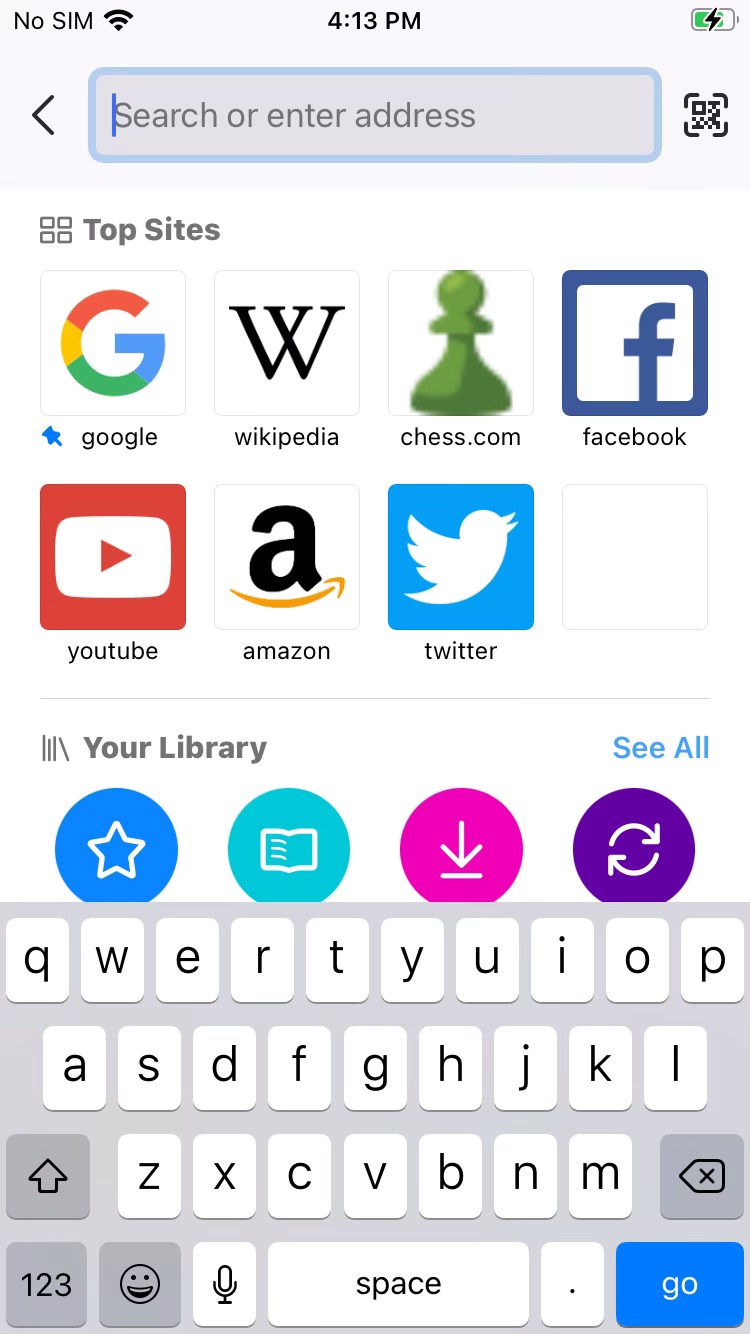 No SIM 4:13 PM
Search or enter address
Top Sites
google wikipedia chess.com facebook
youtube amazon twitter
Your Library See All
q w e r t y u i o p
a s d f g h j k l
z x c v b n m
123 space . go